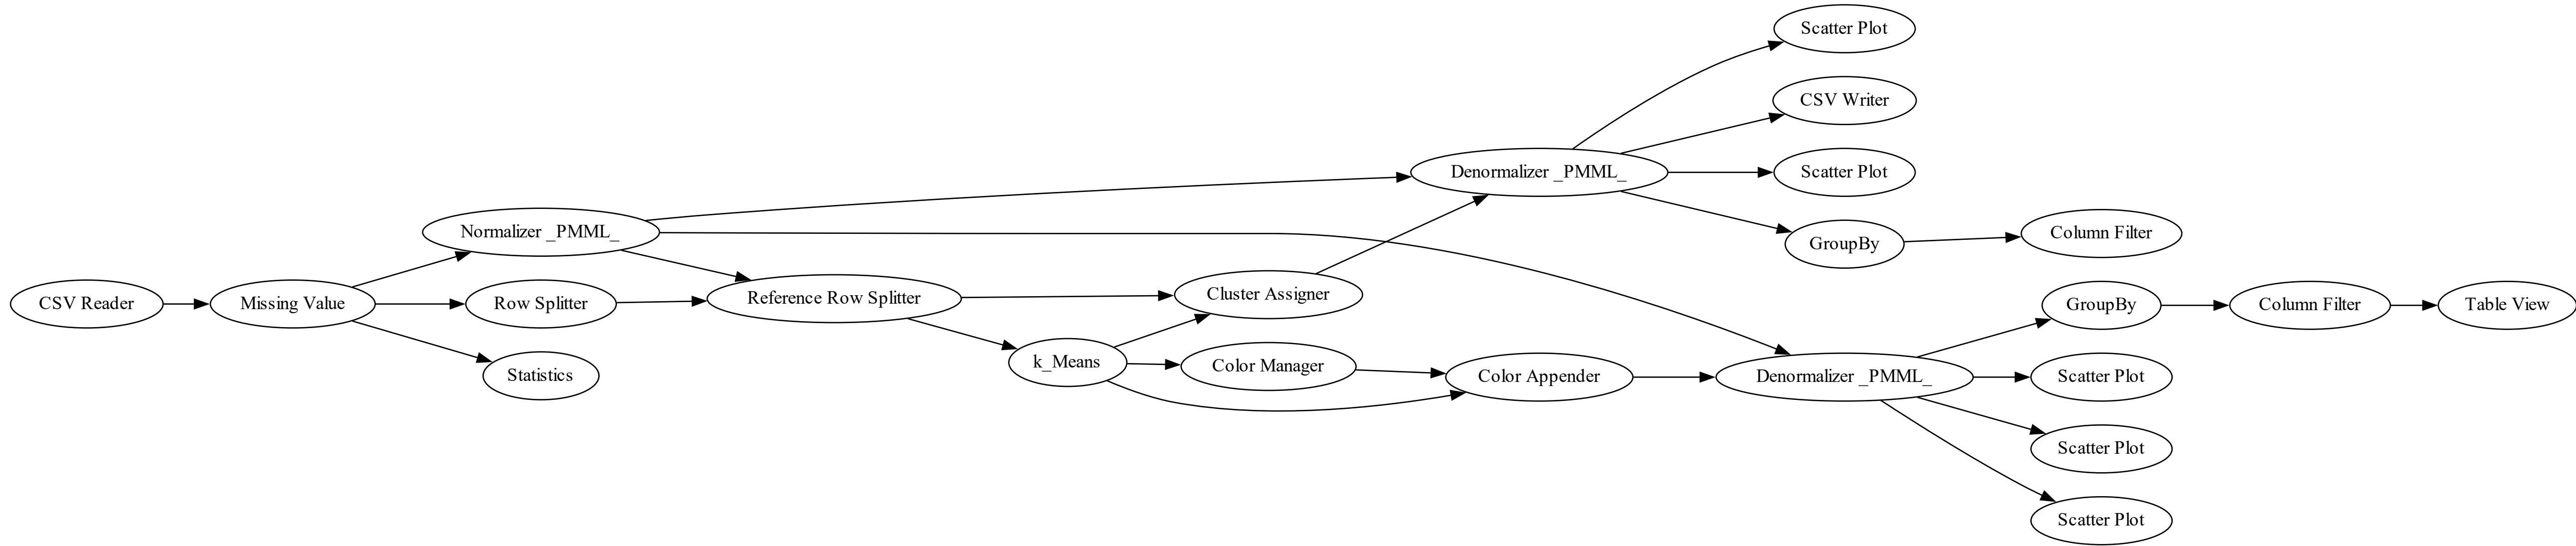 CSV Reader
Missing Value
Normalizer _PMML_
Row Splitter
Statistics
Reference Row Splitter
k_Means
Cluster Assigner
Color Manager
Color Appender
Denormalizer _PMML_
Scatter Plot
CSV Writer
Scatter Plot
GroupBy
Column Filter
Denormalizer _PMML_
GroupBy
Column Filter
Table View
Scatter Plot
Scatter Plot
Scatter Plot